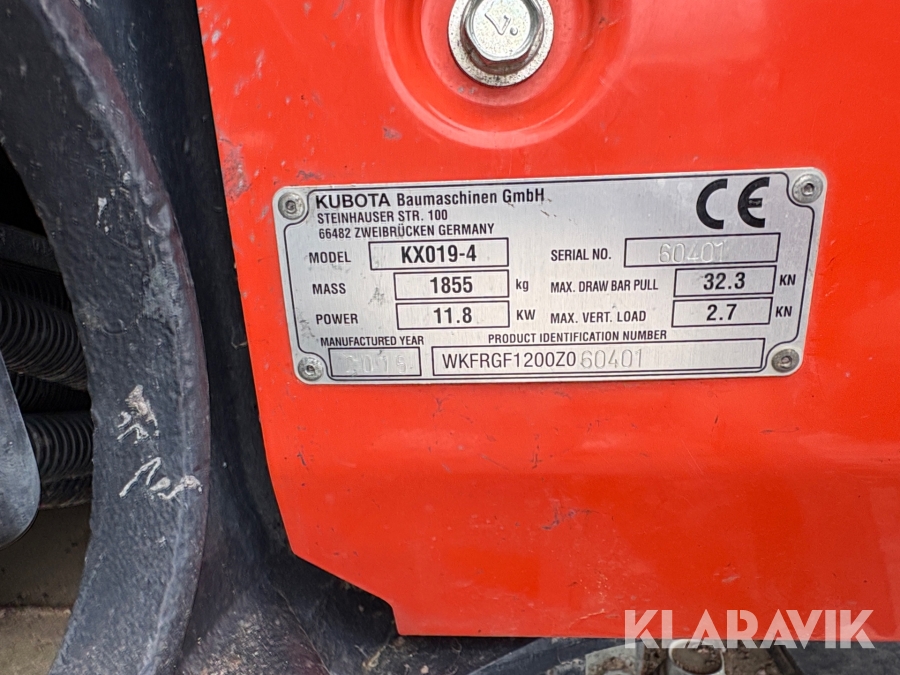 KUBOTA Baumaschinen GmbH
STEINHAUSER STR. 100
66482 ZWEIBRÜCKEN GERMANY
CE
MODEL KX019-4 SERIAL NO. 60401
MASS 1855 kg MAX. DRAW BAR PULL 32.3 KN
POWER 11.8 KW MAX. VERT. LOAD 2.7 KN
MANUFACTURED YEAR PRODUCT IDENTIFICATION NUMBER
WKFRGF1200Z060401
KLARAVIK